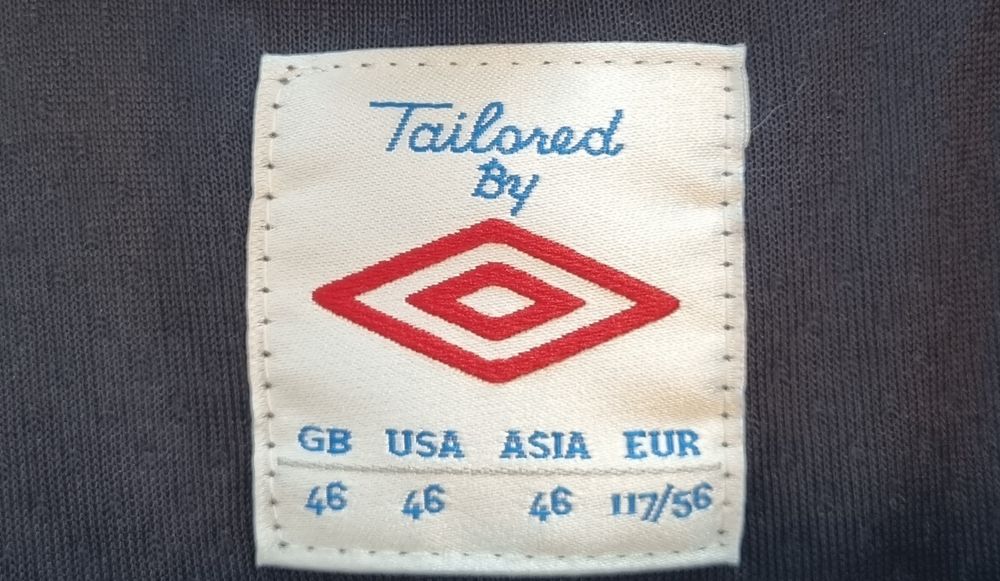 Tailored
By
GB USA ASIA EUR
46 46 46 117/56